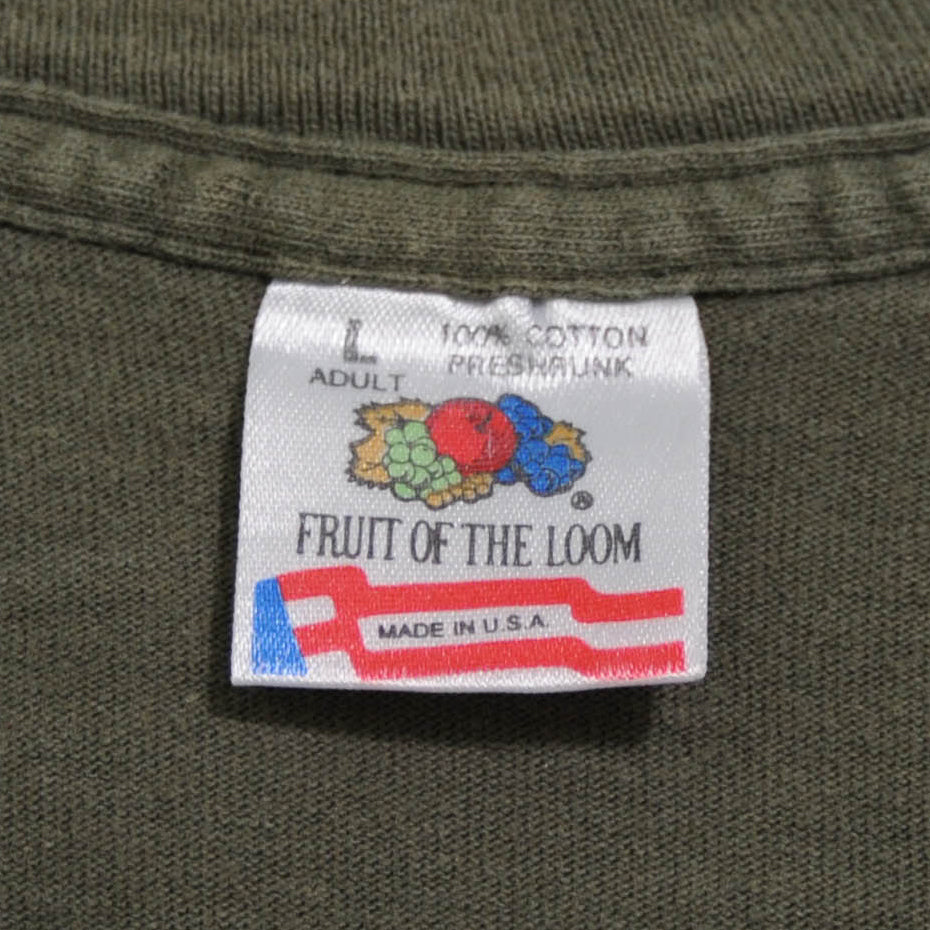 L
ADULT
100% COTTON
PRESHRUNK
®
FRUIT OF THE LOOM
MADE IN U.S.A.